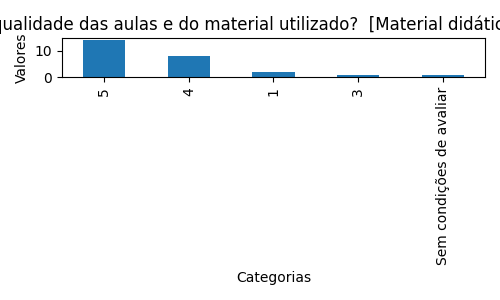 qualidade das aulas e do material utilizado? [Material didátic
Valores
10
0
5
4
1
3
Sem condições de avaliar
Categorias